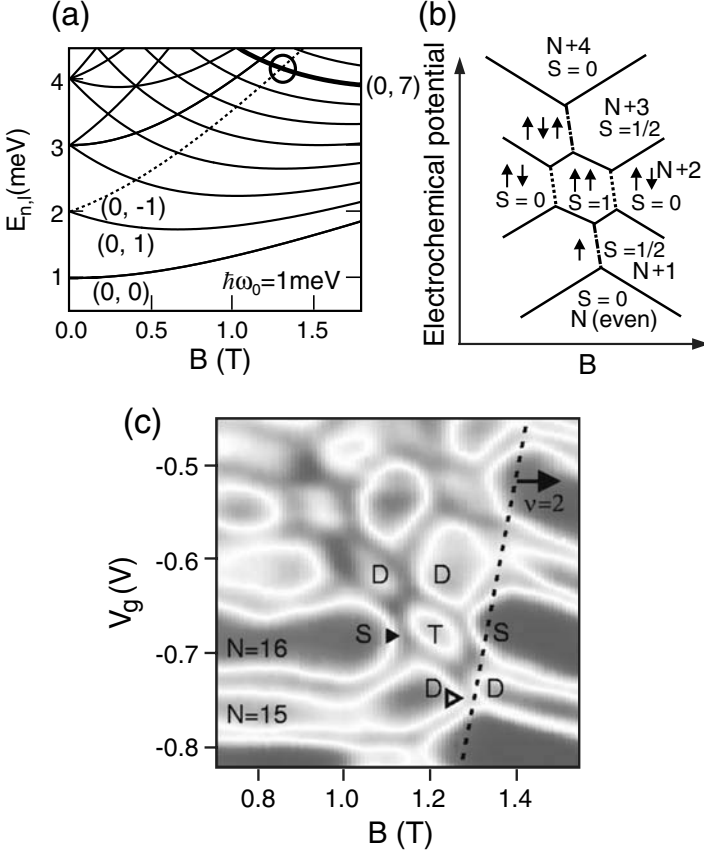 (a)
E_n,l (meV)
4
3
2
1
(0, 7)
(0, -1)
(0, 1)
(0, 0)
ħω₀=1meV
0.0
0.5
1.0
1.5
B (T)
(b)
Electrochemical potential
N+4
S = 0
N+3
S =1/2
↑↓↑
↑↓
S = 0
↑↑
S =1
↑↓ N+2
S = 0
↑
S =1/2
N+1
S = 0
N (even)
B
(c)
V_g (V)
-0.5
-0.6
-0.7
-0.8
ν=2
D
D
S
T
S
N=16
D
D
N=15
0.8
1.0
1.2
1.4
B (T)